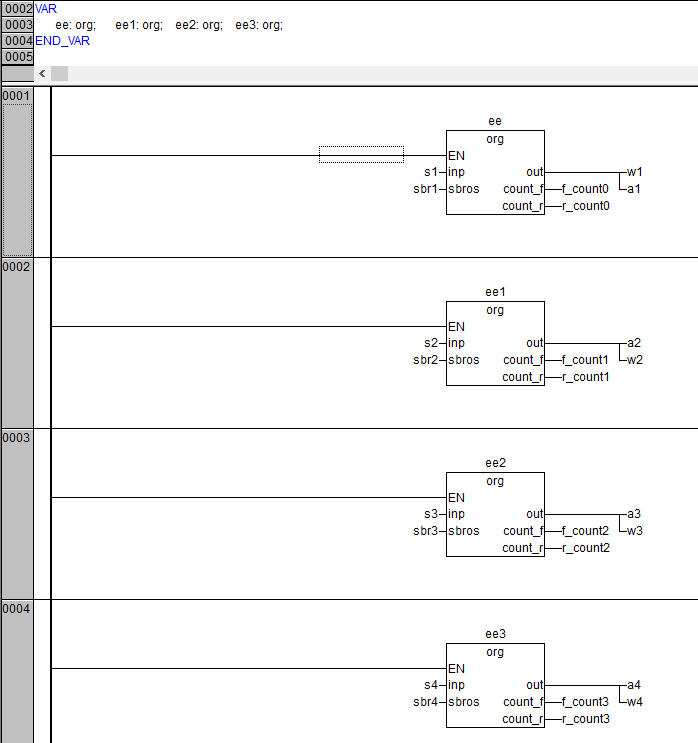 0002 VAR
0003 ee: org; ee1: org; ee2: org; ee3: org;
0004 END_VAR
0005
<
0001
ee
org
EN
s1 inp out w1
sbr1 sbros count_f f_count0 a1
count_r r_count0
0002
ee1
org
EN
s2 inp out a2
sbr2 sbros count_f f_count1 w2
count_r r_count1
0003
ee2
org
EN
s3 inp out a3
sbr3 sbros count_f f_count2 w3
count_r r_count2
0004
ee3
org
EN
s4 inp out a4
sbr4 sbros count_f f_count3 w4
count_r r_count3